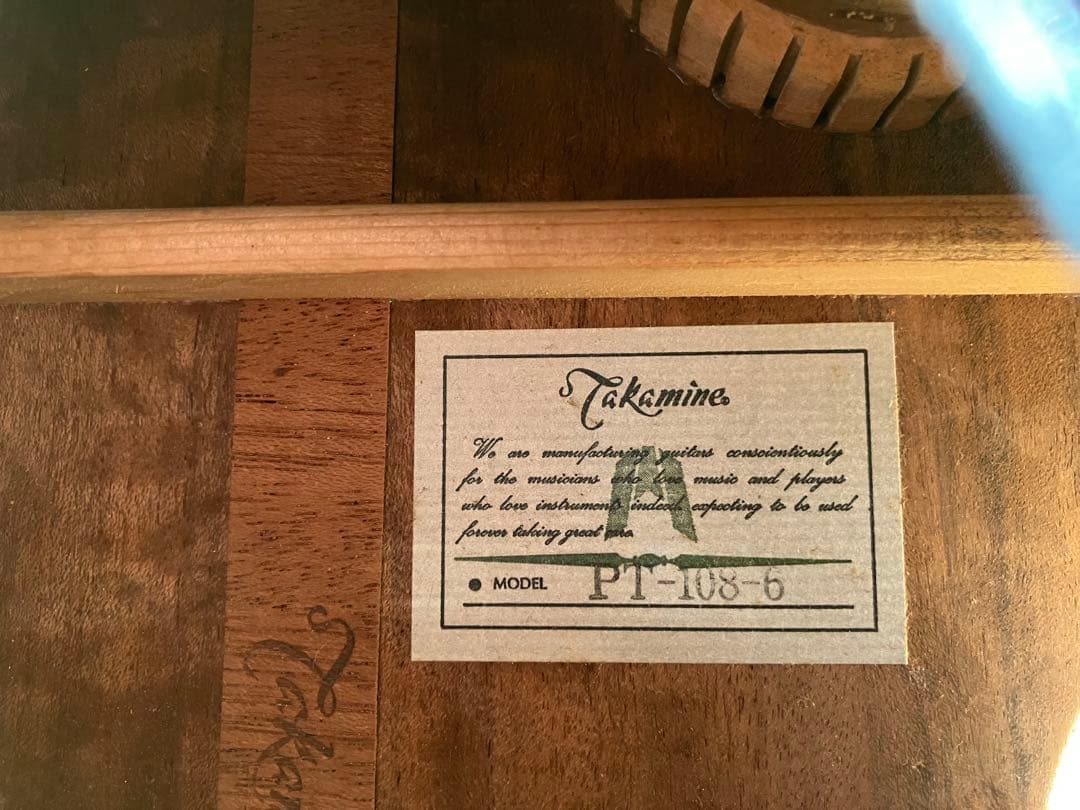 Takamine
We are manufacturing guitars conscientiously
for the musicians who love music and players
who love instruments indeed, expecting to be used
forever taking great care.
MODEL PT-108-6
Takam